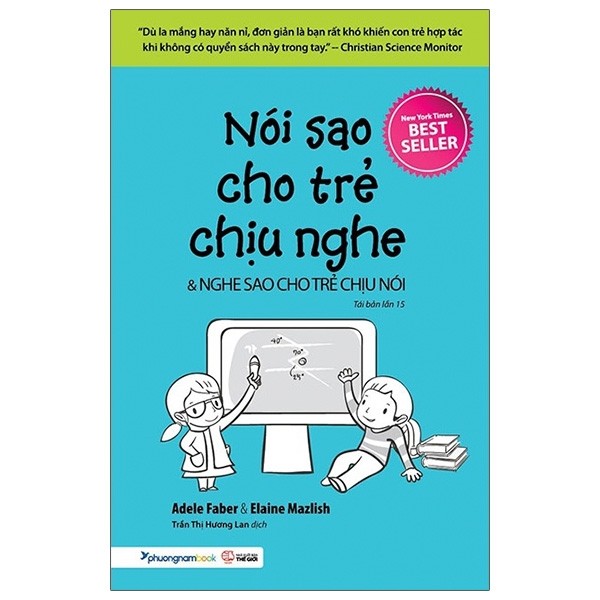 “Dù la mắng hay năn nỉ, đơn giản là bạn rất khó khiến con trẻ hợp tác
khi không có quyển sách này trong tay.” -- Christian Science Monitor
New York Times
BEST
SELLER
Nói sao
cho trẻ
chịu nghe
& NGHE SAO CHO TRẺ CHỊU NÓI
Tái bản lần 15
Adele Faber & Elaine Mazlish
Trần Thị Hương Lan dịch
phuongnambook
NHÀ XUẤT BẢN
THẾ GIỚI